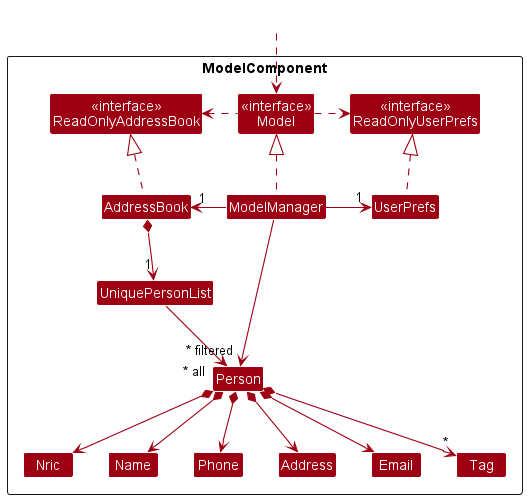 ModelComponent
«interface»
ReadOnlyAddressBook
«interface»
Model
«interface»
ReadOnlyUserPrefs
AddressBook
1
ModelManager
1
UserPrefs
1
UniquePersonList
* filtered
* all
Person
*
Nric
Name
Phone
Address
Email
Tag